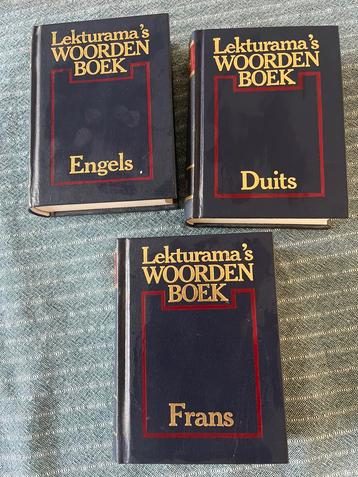 Lekturama's
WOORDEN
BOEK
Engels
Lekturama's
WOORDEN
BOEK
Duits
Lekturama's
WOORDEN
BOEK
Frans